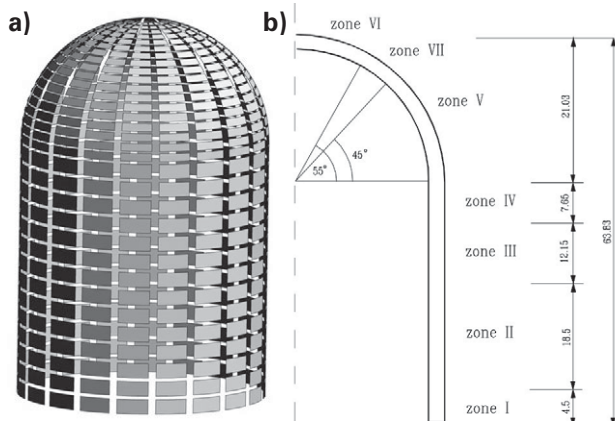 a)
b)
zone VI
zone VII
zone V
45°
55°
zone IV
zone III
zone II
zone I
21.03
7.65
12.15
18.5
4.5
63.83